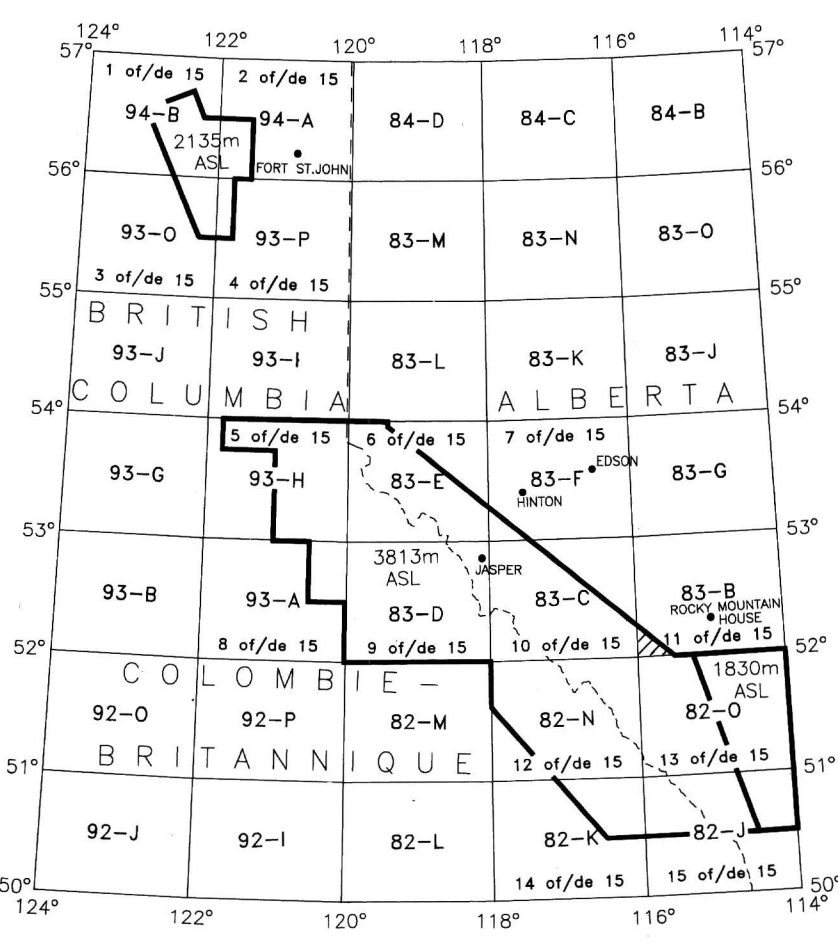 124° 122° 120° 118° 116° 114°
57° 57°
1 of/de 15 2 of/de 15
94-B 94-A 84-D 84-C 84-B
2135m
ASL
FORT ST.JOHN
56° 56°
93-O 93-P 83-M 83-N 83-O
3 of/de 15 4 of/de 15
55° 55°
BRITISH
93-J 93-I 83-L 83-K 83-J
COLUMBIA ALBERTA
54° 54°
5 of/de 15 6 of/de 15 7 of/de 15
EDSON
93-G 93-H 83-E 83-F 83-G
HINTON
53° 53°
3813m
ASL
JASPER
93-B 93-A 83-D 83-C 83-B
ROCKY MOUNTAIN
HOUSE
8 of/de 15 9 of/de 15 10 of/de 15 11 of/de 15
52° 52°
COLOMBIE-
1830m
ASL
92-O 92-P 82-M 82-N 82-O
BRITANNIQUE
12 of/de 15 13 of/de 15
51° 51°
92-J 92-I 82-L 82-K 82-J
14 of/de 15 15 of/de 15
50° 50°
124° 122° 120° 118° 116° 114°